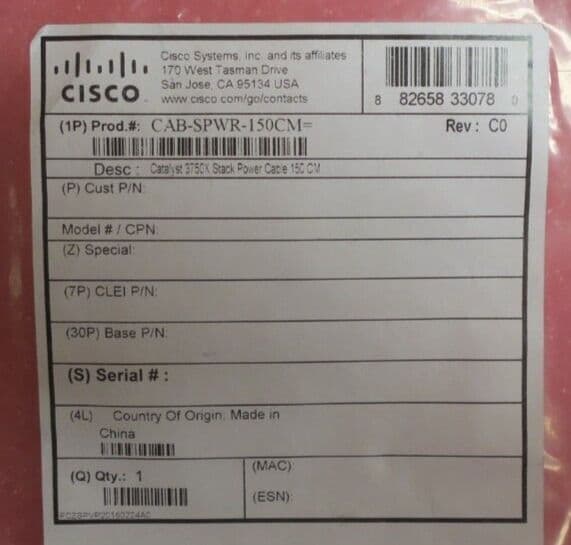 CISCO
Cisco Systems, Inc. and its affiliates
170 West Tasman Drive
San Jose, CA 95134 USA
www.cisco.com/go/contacts
8 82658 33078 0
(1P) Prod.#: CAB-SPWR-150CM=
Rev: C0
Desc : Catalyst 3750X Stack Power Cable 150 CM
(P) Cust P/N:
Model # / CPN:
(Z) Special:
(7P) CLEI P/N:
(30P) Base P/N:
(S) Serial # :
(4L) Country Of Origin: Made in
China
(Q) Qty.: 1
(MAC):
(ESN):